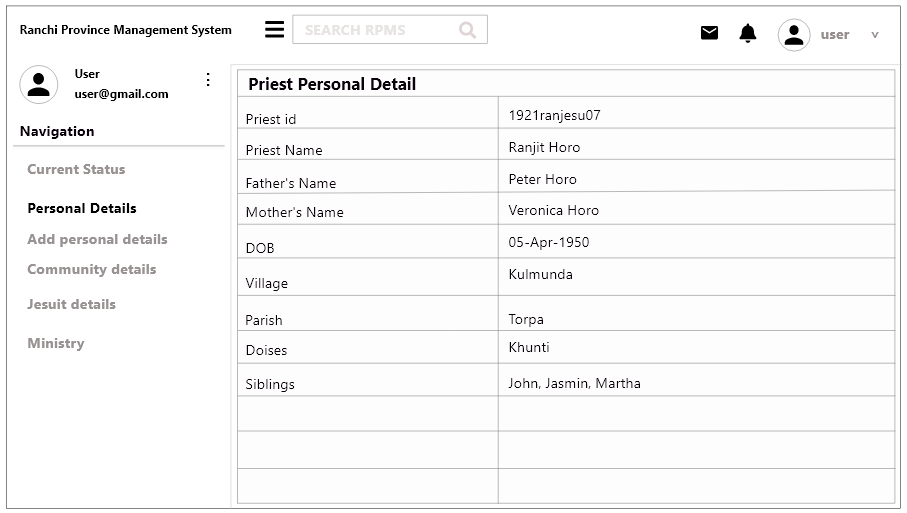 Ranchi Province Management System
SEARCH RPMS
user v
User
user@gmail.com
Navigation
Current Status
Personal Details
Add personal details
Community details
Jesuit details
Ministry
Priest Personal Detail
Priest id 1921ranjesu07
Priest Name Ranjit Horo
Father's Name Peter Horo
Mother's Name Veronica Horo
DOB 05-Apr-1950
Village Kulmunda
Parish Torpa
Doises Khunti
Siblings John, Jasmin, Martha